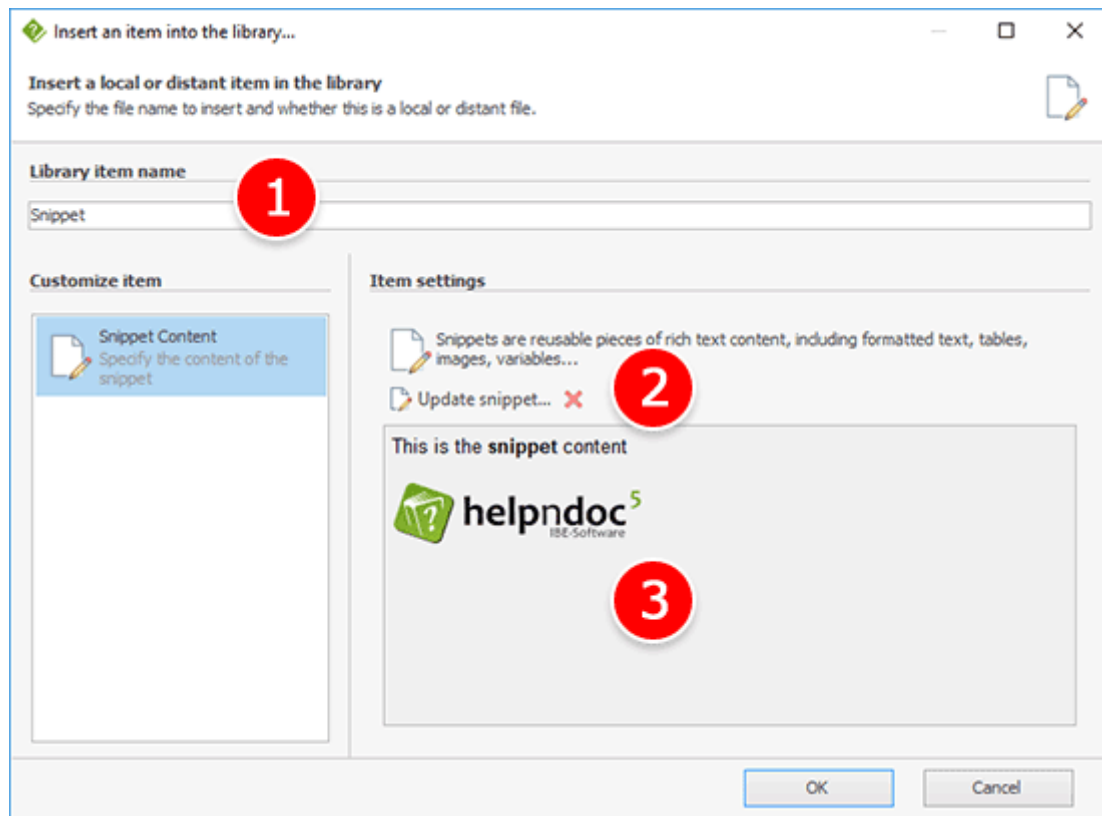 Insert an item into the library...
Insert a local or distant item in the library
Specify the file name to insert and whether this is a local or distant file.
Library item name
1
Snippet
Customize item
Snippet Content
Specify the content of the
snippet
Item settings
Snippets are reusable pieces of rich text content, including formatted text, tables,
images, variables...
Update snippet...
2
This is the snippet content
helpndoc 5
IBE-Software
3
OK
Cancel